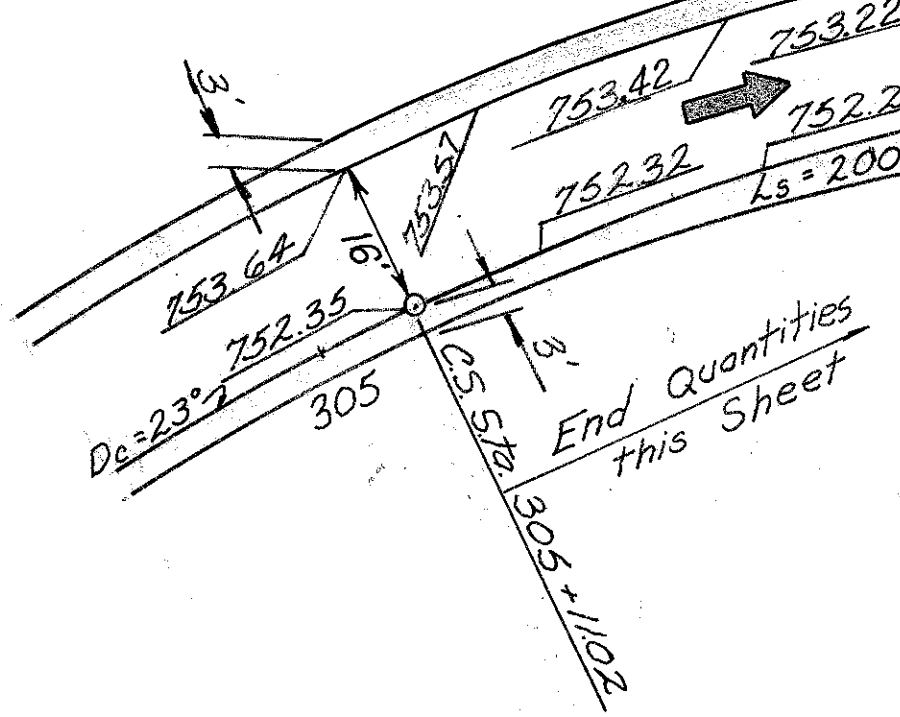 3'
753.22
753.42
752.2
753.57
752.32
Ls = 200
16'
753.64
752.35
3'
Dc = 23°
305
End Quantities
this Sheet
C.S. Sta. 305 + 11.02